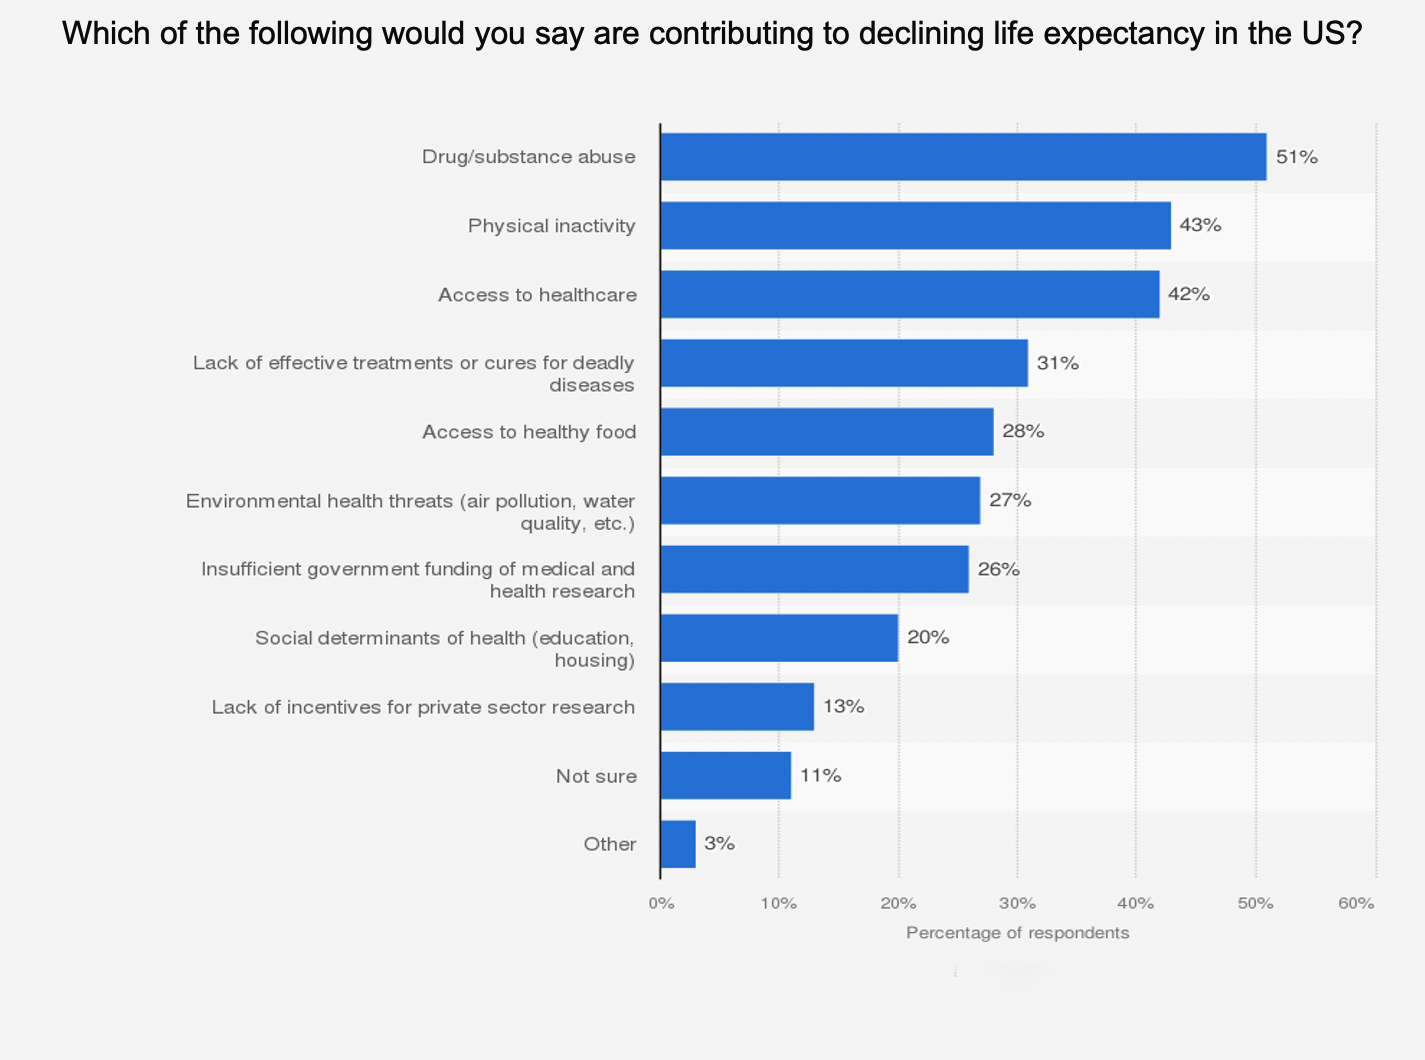 Which of the following would you say are contributing to declining life expectancy in the US?
Drug/substance abuse 51%
Physical inactivity 43%
Access to healthcare 42%
Lack of effective treatments or cures for deadly
diseases 31%
Access to healthy food 28%
Environmental health threats (air pollution, water
quality, etc.) 27%
Insufficient government funding of medical and
health research 26%
Social determinants of health (education,
housing) 20%
Lack of incentives for private sector research 13%
Not sure 11%
Other 3%
0% 10% 20% 30% 40% 50% 60%
Percentage of respondents